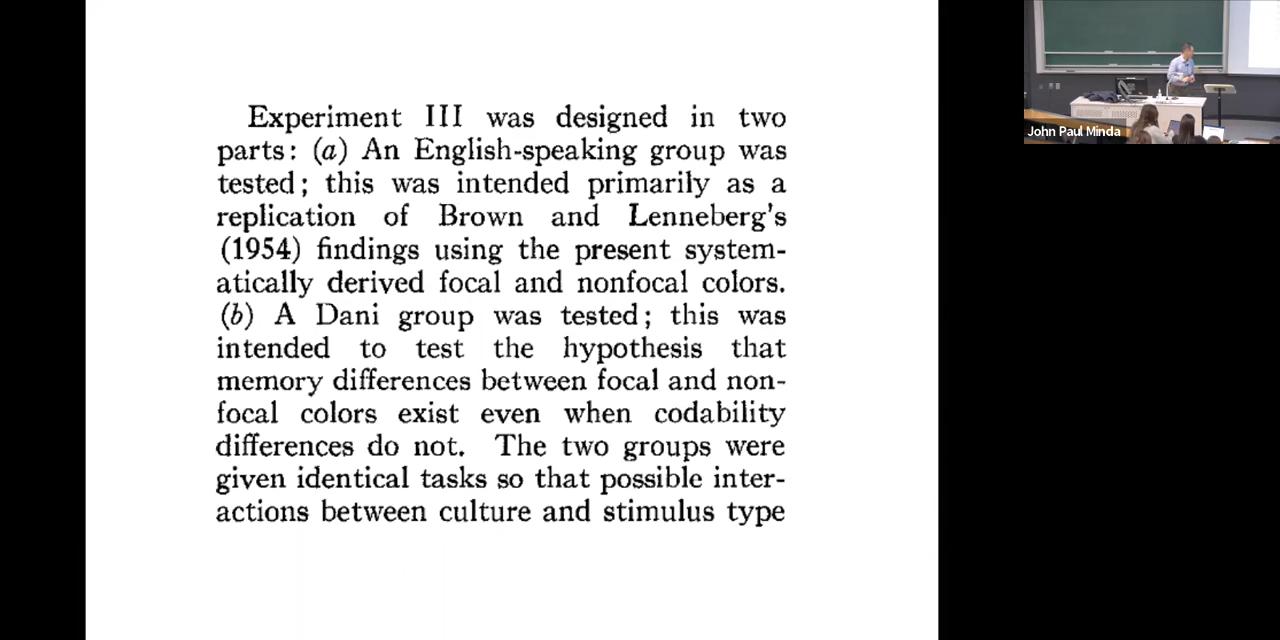 Experiment III was designed in two
parts: (a) An English-speaking group was
tested; this was intended primarily as a
replication of Brown and Lenneberg's
(1954) findings using the present system-
atically derived focal and nonfocal colors.
(b) A Dani group was tested; this was
intended to test the hypothesis that
memory differences between focal and non-
focal colors exist even when codability
differences do not. The two groups were
given identical tasks so that possible inter-
actions between culture and stimulus type
John Paul Minda